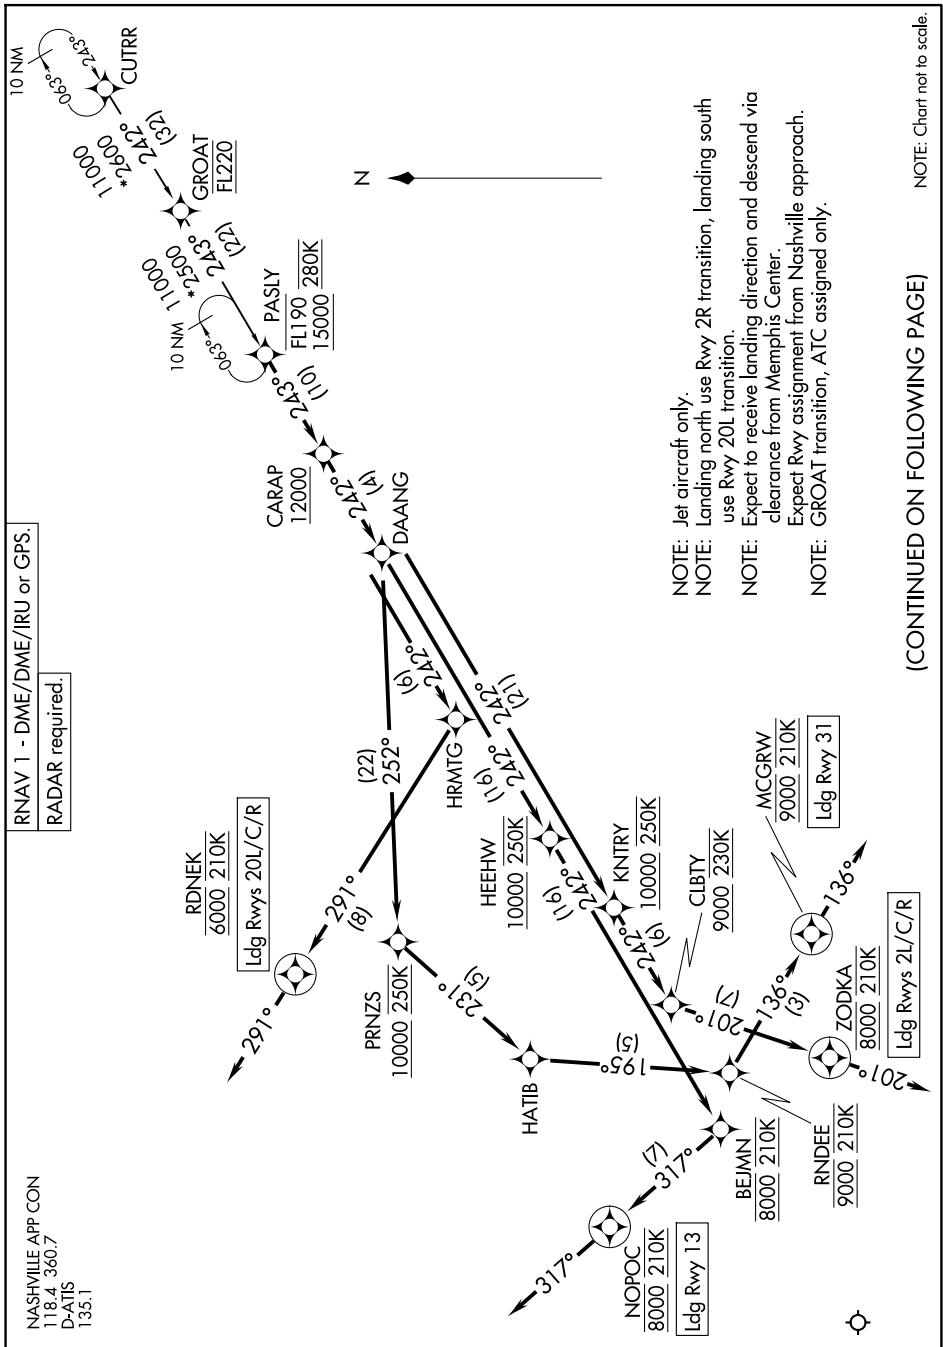 NASHVILLE APP CON
118.4 360.7
D-ATIS
135.1
RNAV 1 - DME/DME/IRU or GPS.
RADAR required.
10 NM
243°
063°
CUTRR
11000
*2600
242°
(32)
GROAT
FL220
11000
*2500
243°
(22)
10 NM
063°
PASLY
FL190 280K
15000
243°
(10)
CARAP
12000
242°
(4)
DAANG
N
(6)
242°
HRMTG
291°
(8)
RDNEK
6000 210K
Ldg Rwys 20L/C/R
291°
(22)
252°
PRNZS
10000 250K
231°
(5)
HATIB
195°
(5)
RNDEE
9000 210K
136°
(3)
MCGRW
9000 210K
Ldg Rwy 31
136°
(19)
242°
HEEHW
10000 250K
(16)
242°
BEJMN
8000 210K
317°
(7)
NOPOC
8000 210K
Ldg Rwy 13
317°
242°
(21)
KNTRY
10000 250K
242°
(6)
CLBTY
9000 230K
201°
(7)
ZODKA
8000 210K
Ldg Rwys 2L/C/R
201°
NOTE: Jet aircraft only.
NOTE: Landing north use Rwy 2R transition, landing south
use Rwy 20L transition.
NOTE: Expect to receive landing direction and descend via
clearance from Memphis Center.
Expect Rwy assignment from Nashville approach.
NOTE: GROAT transition, ATC assigned only.
(CONTINUED ON FOLLOWING PAGE)
NOTE: Chart not to scale.